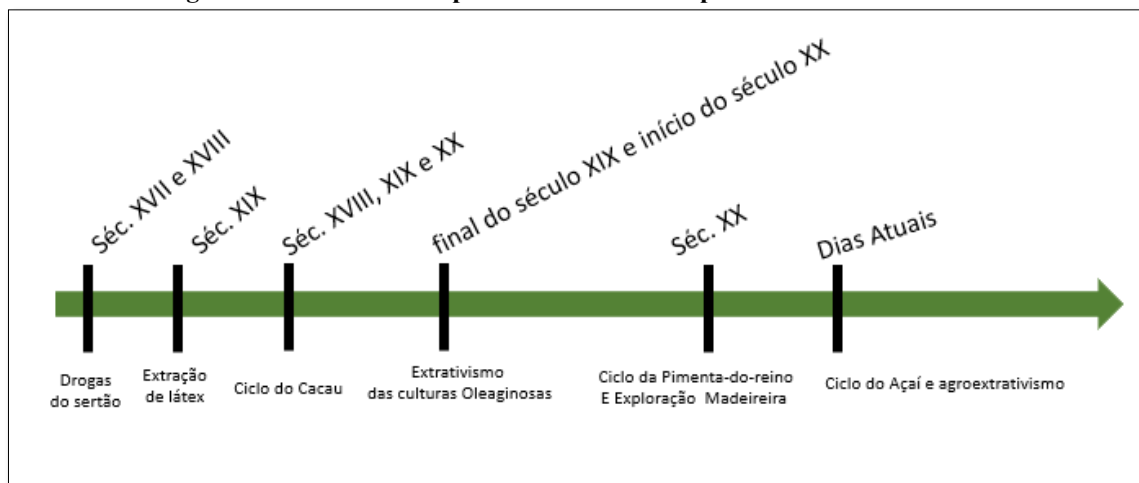 Séc. XVII e XVIII
Séc. XIX
Séc. XVIII, XIX e XX
final do século XIX e início do século XX
Séc. XX
Dias Atuais
Drogas
do sertão
Extração
de látex
Ciclo do Cacau
Extrativismo
das culturas Oleaginosas
Ciclo da Pimenta-do-reino
E Exploração Madeireira
Ciclo do Açaí e agroextrativismo